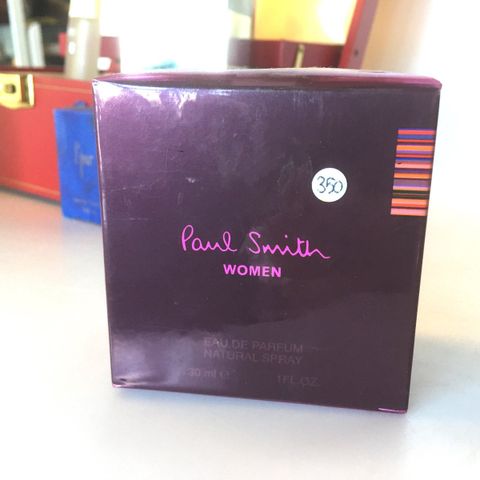 350
Paul Smith
WOMEN
EAU DE PARFUM
NATURAL SPRAY
30 ml e 1FL.OZ.